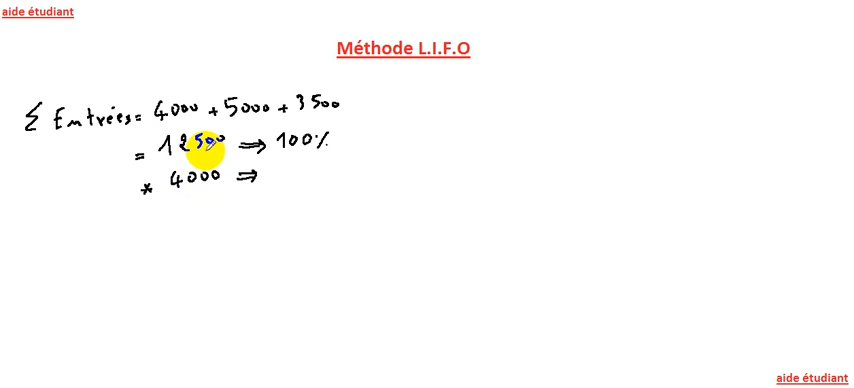 aide étudiant
Méthode L.I.F.O
Σ Entrées = 4000 + 5000 + 3500
= 12500 ⇒ 100%
* 4000 ⇒
aide étudiant